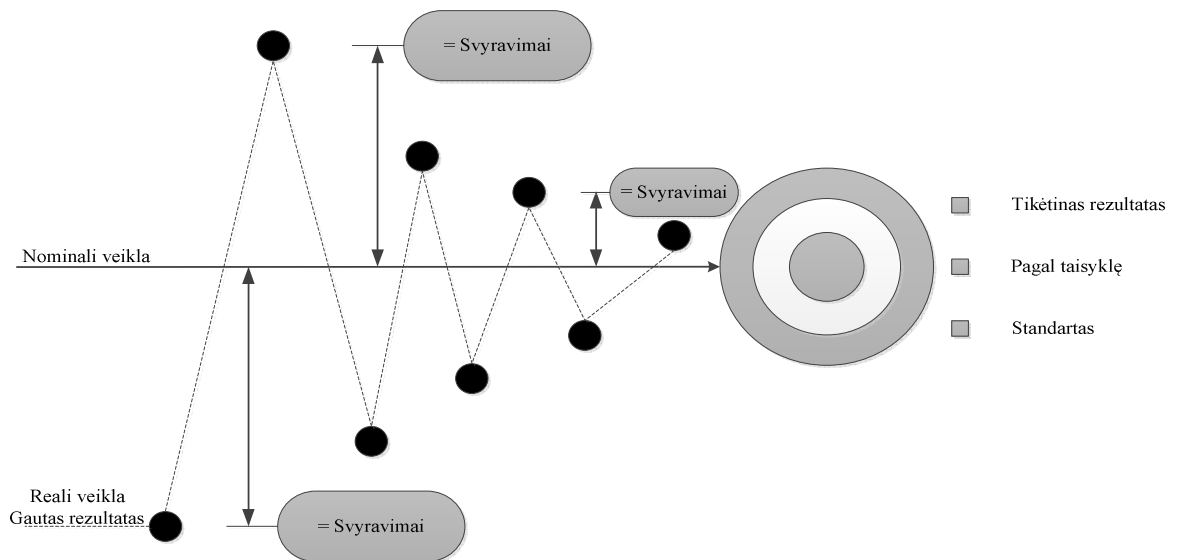 = Svyravimai
= Svyravimai
Tikėtinas rezultatas
Nominali veikla
Pagal taisyklę
Standartas
Reali veikla
Gautas rezultatas
= Svyravimai